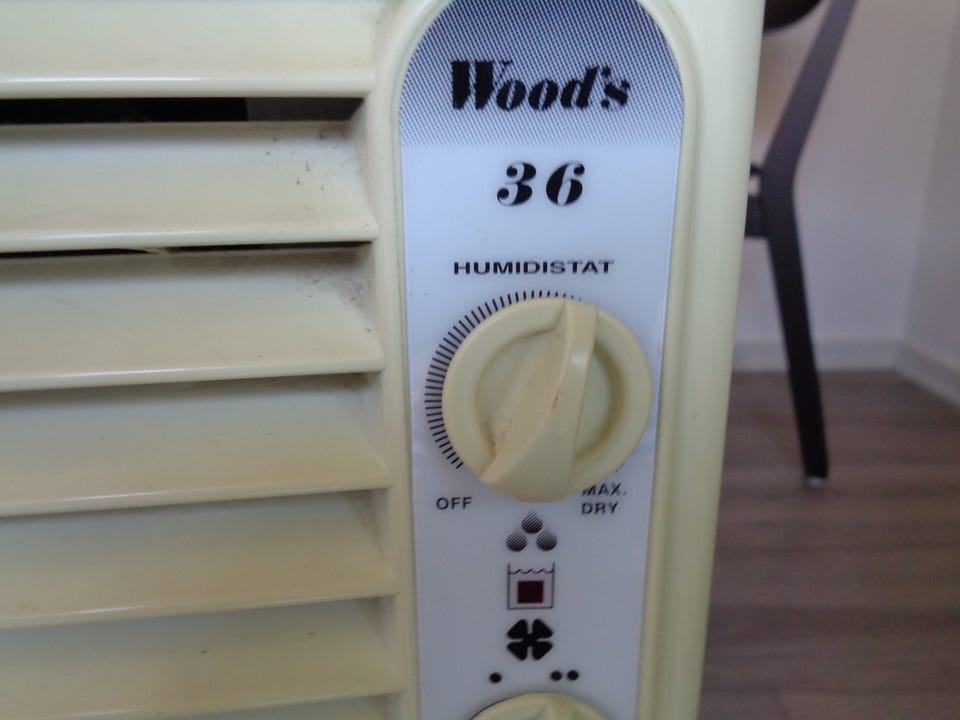 Wood's
36
HUMIDISTAT
OFF
MAX.
DRY